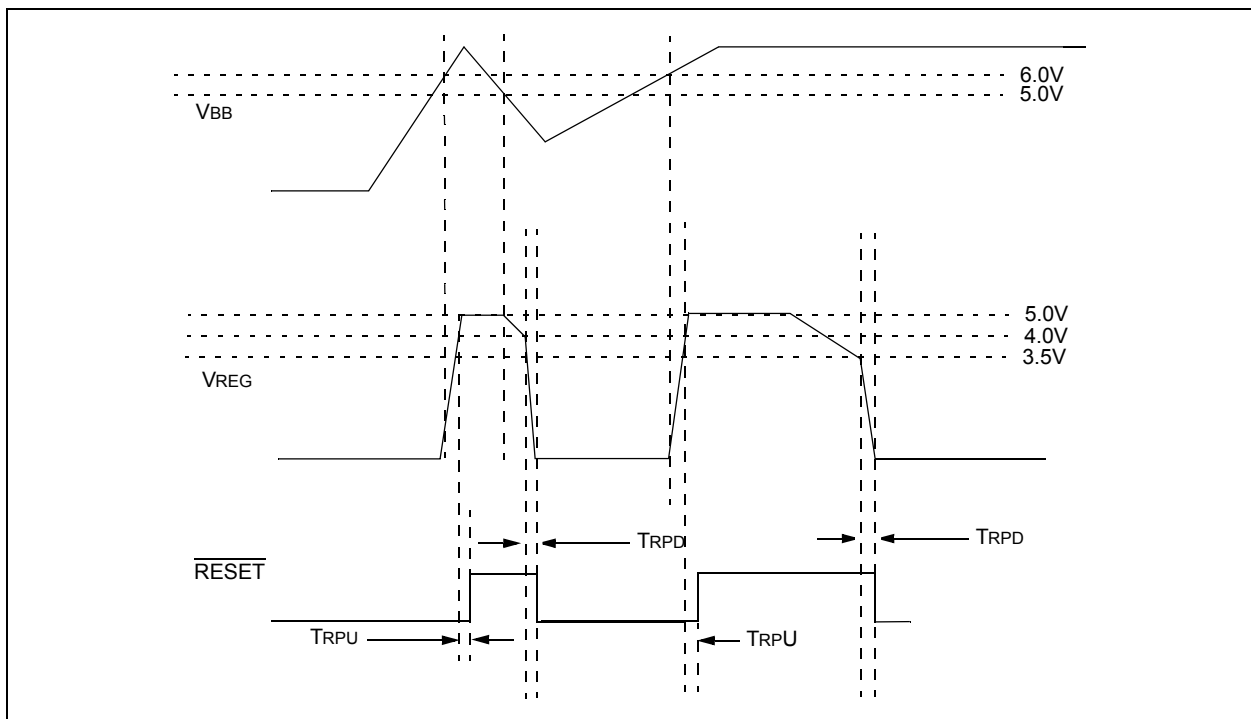 6.0V
5.0V
VBB
5.0V
4.0V
3.5V
VREG
TRPD
TRPD
RESET
TRPU
TRPU